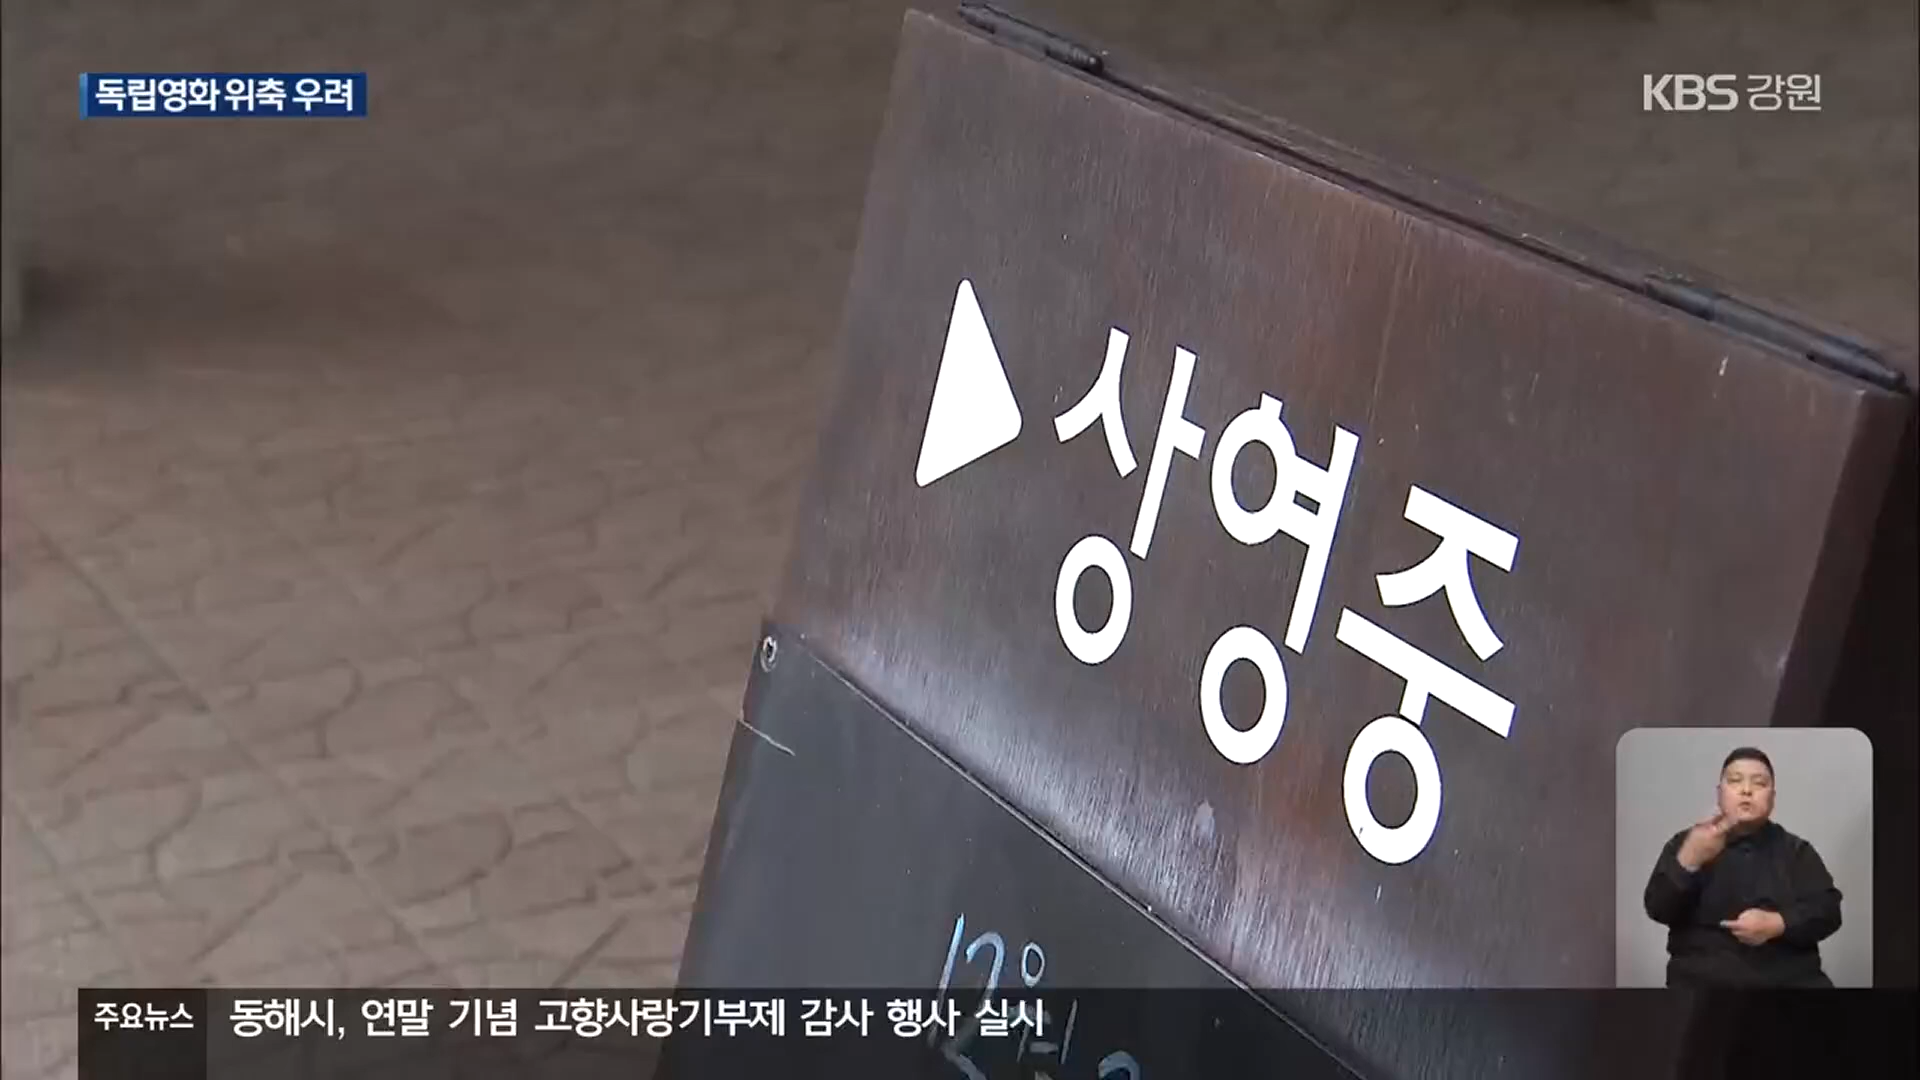 독립영화 위축 우려
KBS 강원
▶상영중
주요뉴스 동해시, 연말 기념 고향사랑기부제 감사 행사 실시